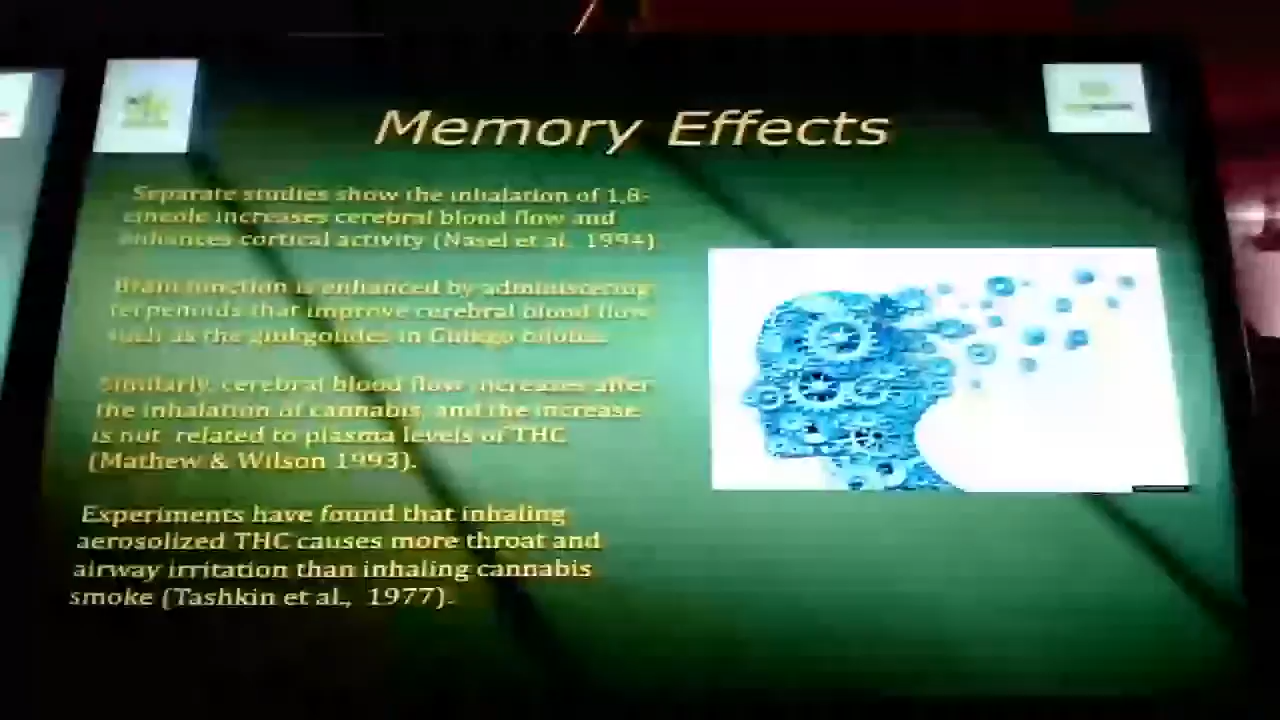 Memory Effects
Separate studies show the inhalation of 1,8-
cineole increases cerebral blood flow and
enhances cortical activity (Nasel et al., 1994).
Brain function is enhanced by administering
terpenoids that improve cerebral blood flow
such as the ginkgolides in Ginkgo biloba.
Similarly, cerebral blood flow increases after
the inhalation of cannabis, and the increase
is not related to plasma levels of THC
(Mathew & Wilson 1993).
Experiments have found that inhaling
aerosolized THC causes more throat and
airway irritation than inhaling cannabis
smoke (Tashkin et al., 1977).